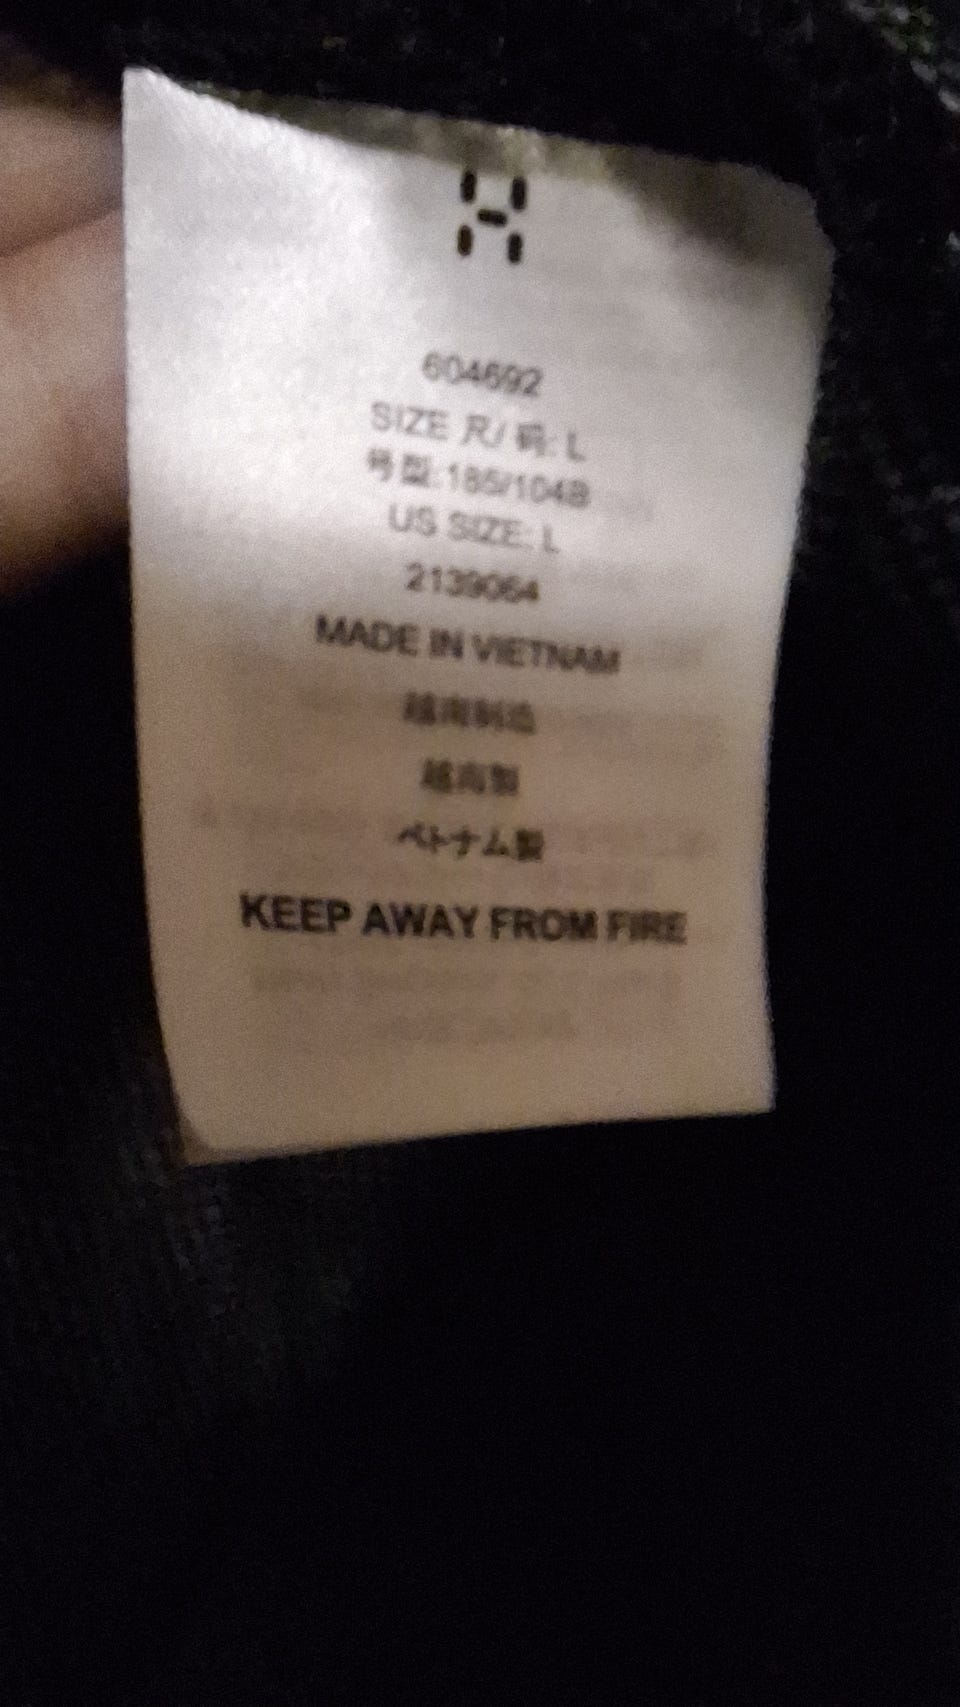 H
604692
SIZE 尺/ 码: L
号型:185/104B
US SIZE: L
2139064
MADE IN VIETNAM
越南制造
越南製
ベトナム製
KEEP AWAY FROM FIRE